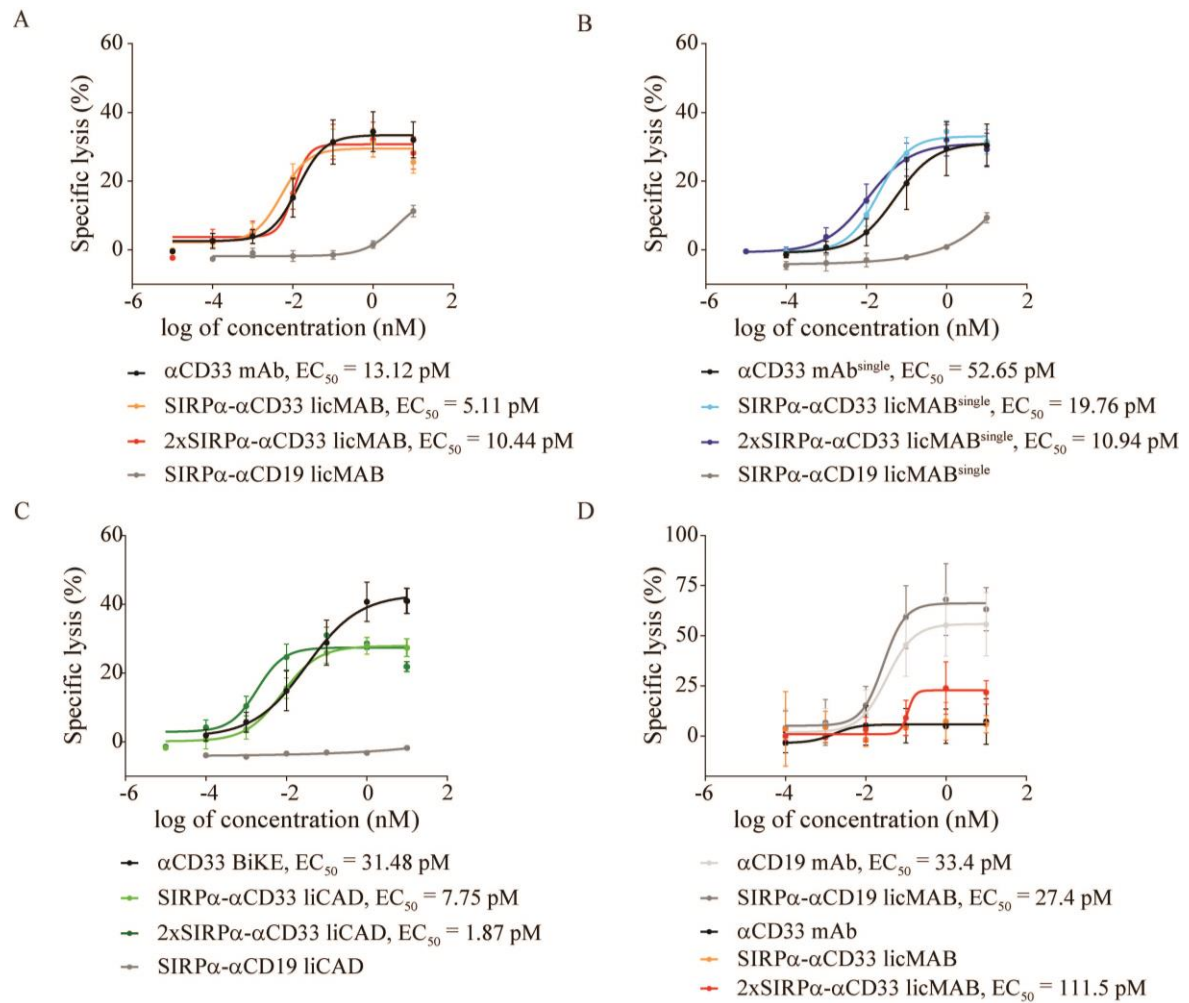 A
Specific lysis (%)
60
40
20
0
-6
-4
-2
0
2
log of concentration (nM)
αCD33 mAb, EC₅₀ = 13.12 pM
SIRPα-αCD33 licMAB, EC₅₀ = 5.11 pM
2xSIRPα-αCD33 licMAB, EC₅₀ = 10.44 pM
SIRPα-αCD19 licMAB
B
Specific lysis (%)
60
40
20
0
-6
-4
-2
0
2
log of concentration (nM)
αCD33 mAbˢⁱⁿᵍˡᵉ, EC₅₀ = 52.65 pM
SIRPα-αCD33 licMABˢⁱⁿᵍˡᵉ, EC₅₀ = 19.76 pM
2xSIRPα-αCD33 licMABˢⁱⁿᵍˡᵉ, EC₅₀ = 10.94 pM
SIRPα-αCD19 licMABˢⁱⁿᵍˡᵉ
C
Specific lysis (%)
60
40
20
0
-6
-4
-2
0
2
log of concentration (nM)
αCD33 BiKE, EC₅₀ = 31.48 pM
SIRPα-αCD33 liCAD, EC₅₀ = 7.75 pM
2xSIRPα-αCD33 liCAD, EC₅₀ = 1.87 pM
SIRPα-αCD19 liCAD
D
Specific lysis (%)
100
75
50
25
0
-6
-4
-2
0
2
log of concentration (nM)
αCD19 mAb, EC₅₀ = 33.4 pM
SIRPα-αCD19 licMAB, EC₅₀ = 27.4 pM
αCD33 mAb
SIRPα-αCD33 licMAB
2xSIRPα-αCD33 licMAB, EC₅₀ = 111.5 pM